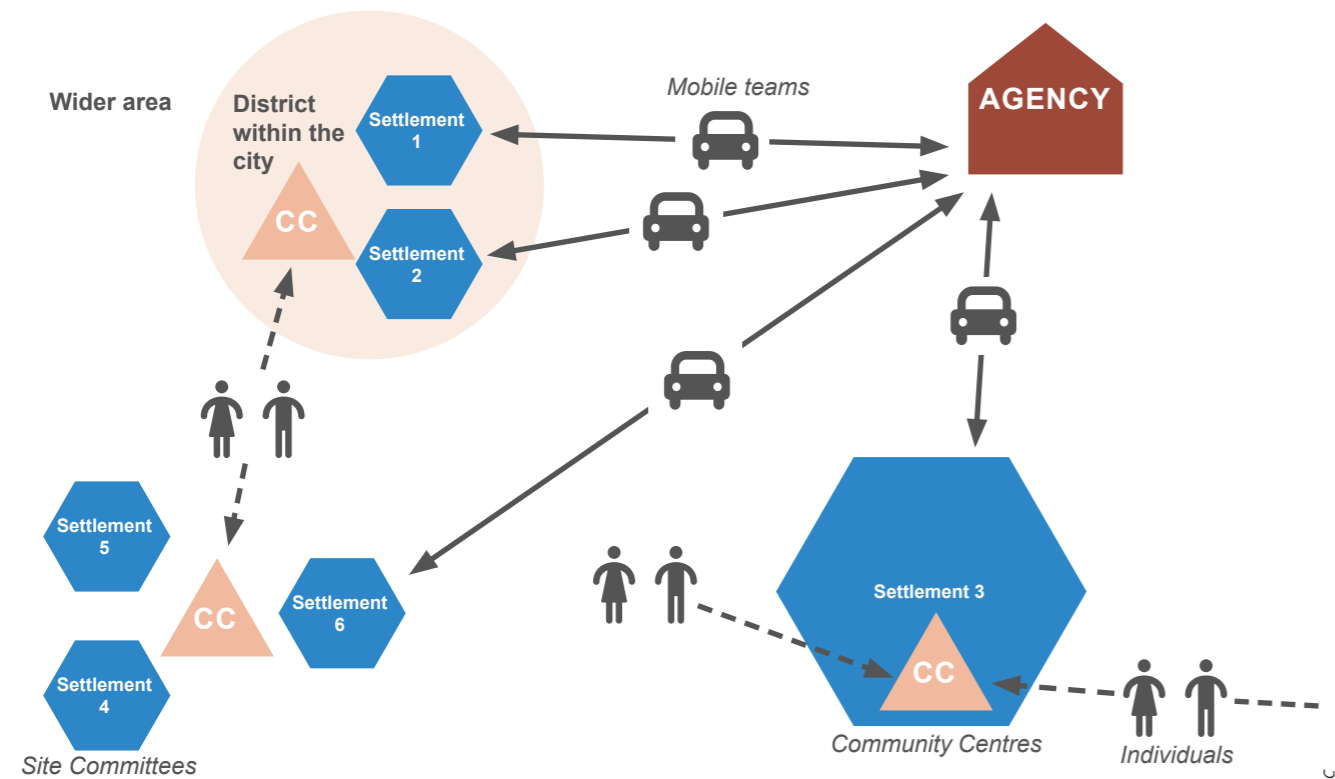 Mobile teams
AGENCY
Wider area
District
within the
city
Settlement
1
CC
Settlement
2
Settlement
5
CC
Settlement
6
Settlement
4
Site Committees
Settlement 3
CC
Community Centres
Individuals